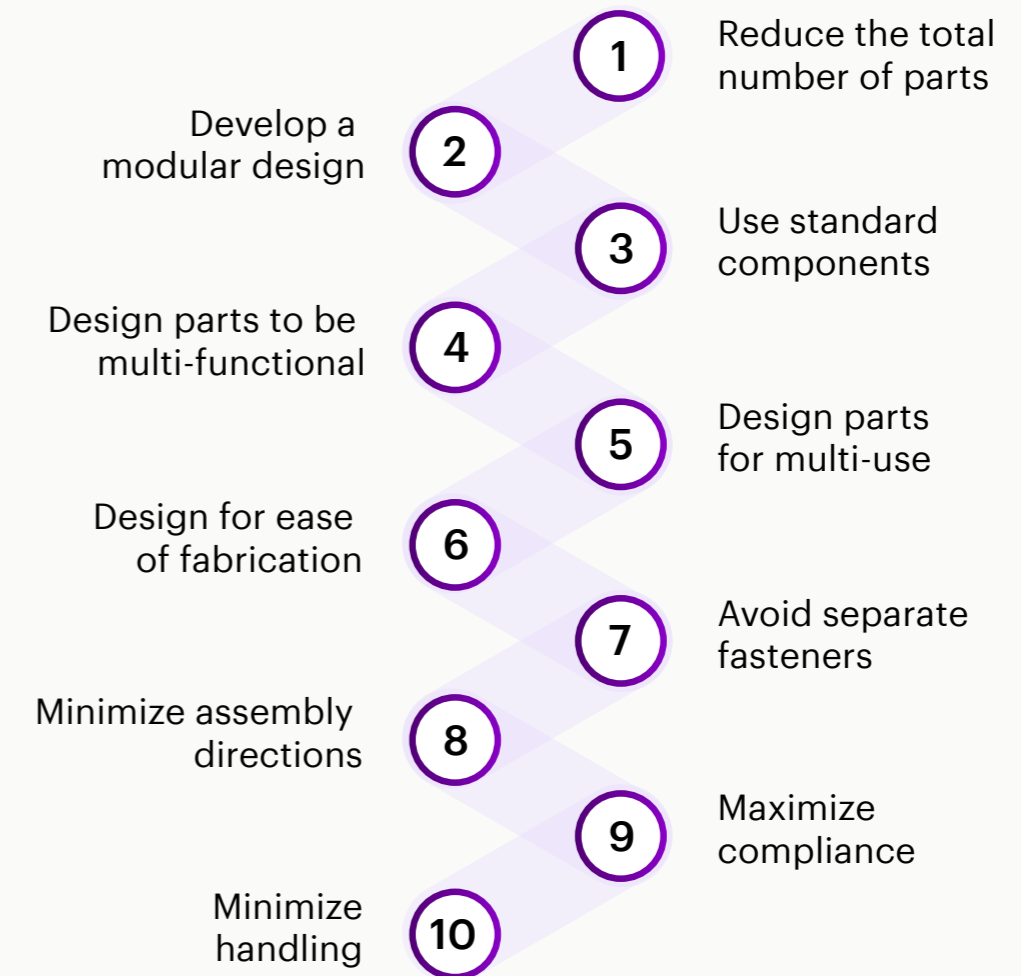 1
Reduce the total
number of parts
Develop a
modular design
2
3
Use standard
components
Design parts to be
multi-functional
4
5
Design parts
for multi-use
Design for ease
of fabrication
6
7
Avoid separate
fasteners
Minimize assembly
directions
8
9
Maximize
compliance
Minimize
handling
10